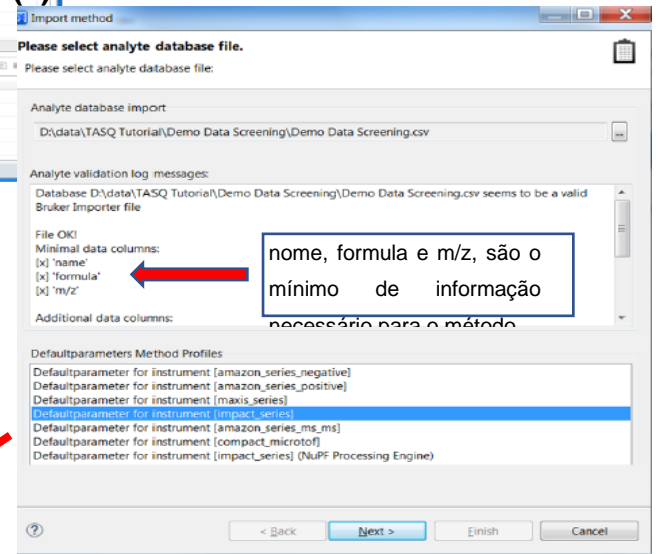 Import method
Please select analyte database file.
Please select analyte database file:
Analyte database import
D:\data\TASQ Tutorial\Demo Data Screening\Demo Data Screening.csv
...
Analyte validation log messages:
Database D:\data\TASQ Tutorial\Demo Data Screening\Demo Data Screening.csv seems to be a valid
Bruker Importer file
File OK!
Minimal data columns:
[x] 'name'
[x] 'formula'
[x] 'm/z'
Additional data columns:
nome, formula e m/z, são o
mínimo de informação
necessário para o método
Defaultparameters Method Profiles
Defaultparameter for instrument [amazon_series_negative]
Defaultparameter for instrument [amazon_series_positive]
Defaultparameter for instrument [maxis_series]
Defaultparameter for instrument [impact_series]
Defaultparameter for instrument [amazon_series_ms_ms]
Defaultparameter for instrument [compact_microtof]
Defaultparameter for instrument [impact_series] (NuPF Processing Engine)
?
< Back
Next >
Finish
Cancel